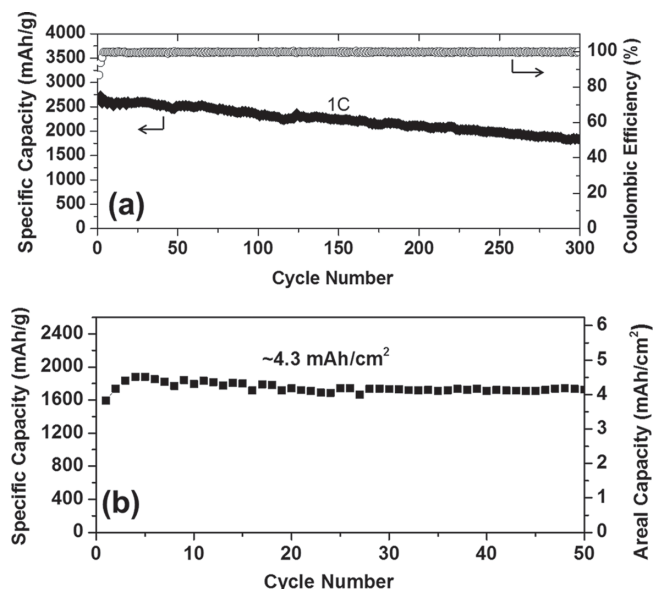 4000
3500
3000
2500
2000
1500
1000
500
0
Specific Capacity (mAh/g)
1C
(a)
100
80
60
40
20
0
Coulombic Efficiency (%)
0 50 100 150 200 250 300
Cycle Number
2400
2000
1600
1200
800
400
0
Specific Capacity (mAh/g)
~4.3 mAh/cm²
(b)
6
5
4
3
2
1
0
Areal Capacity (mAh/cm²)
0 10 20 30 40 50
Cycle Number